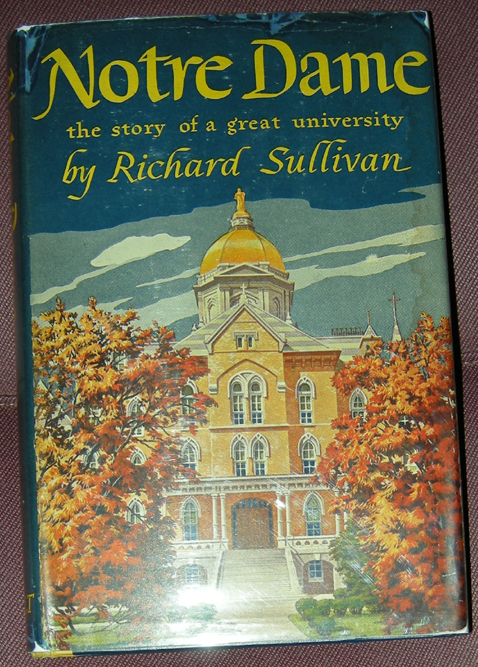 Notre Dame
the story of a great university
by Richard Sullivan